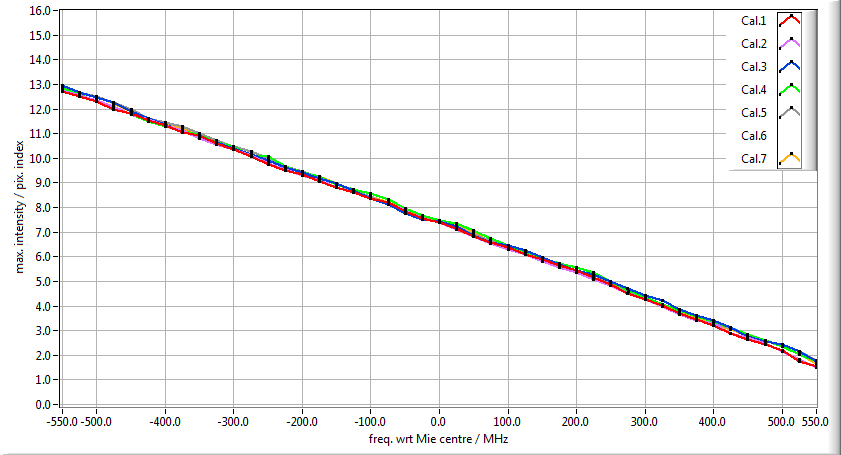 16.0
15.0
14.0
13.0
12.0
11.0
10.0
9.0
8.0
7.0
6.0
5.0
4.0
3.0
2.0
1.0
0.0
max. intensity / pix. index
-550.0 -500.0 -400.0 -300.0 -200.0 -100.0 0.0 100.0 200.0 300.0 400.0 500.0 550.0
freq. wrt Mie centre / MHz
Cal.1
Cal.2
Cal.3
Cal.4
Cal.5
Cal.6
Cal.7